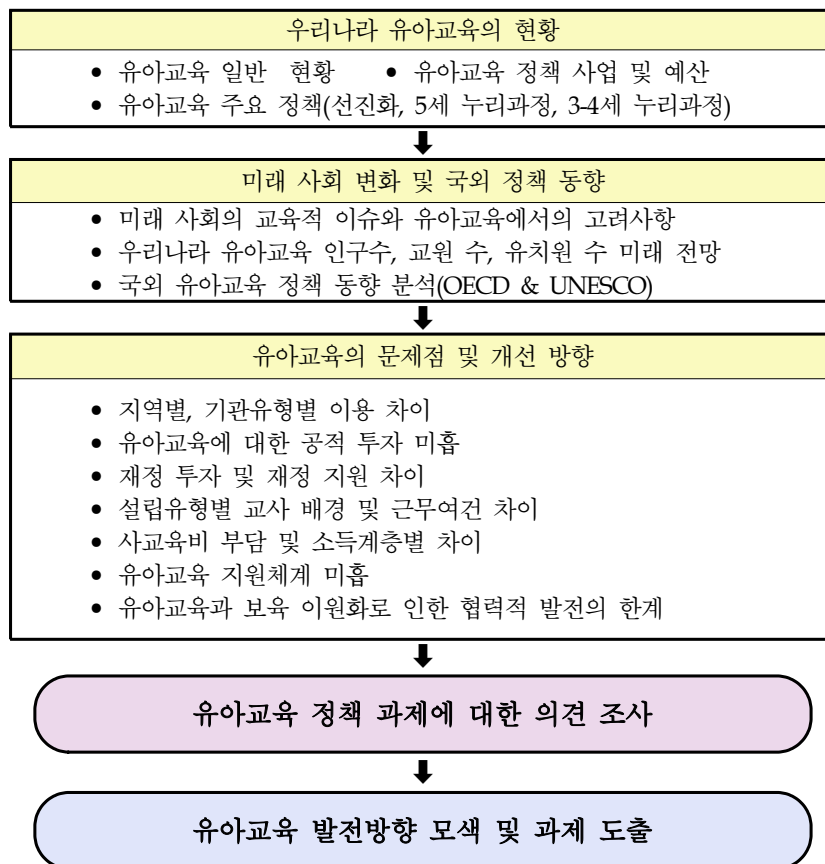 우리나라 유아교육의 현황
• 유아교육 일반 현황 • 유아교육 정책 사업 및 예산
• 유아교육 주요 정책(선진화, 5세 누리과정, 3-4세 누리과정)
미래 사회 변화 및 국외 정책 동향
• 미래 사회의 교육적 이슈와 유아교육에서의 고려사항
• 우리나라 유아교육 인구수, 교원 수, 유치원 수 미래 전망
• 국외 유아교육 정책 동향 분석(OECD & UNESCO)
유아교육의 문제점 및 개선 방향
• 지역별, 기관유형별 이용 차이
• 유아교육에 대한 공적 투자 미흡
• 재정 투자 및 재정 지원 차이
• 설립유형별 교사 배경 및 근무여건 차이
• 사교육비 부담 및 소득계층별 차이
• 유아교육 지원체계 미흡
• 유아교육과 보육 이원화로 인한 협력적 발전의 한계
유아교육 정책 과제에 대한 의견 조사
유아교육 발전방향 모색 및 과제 도출